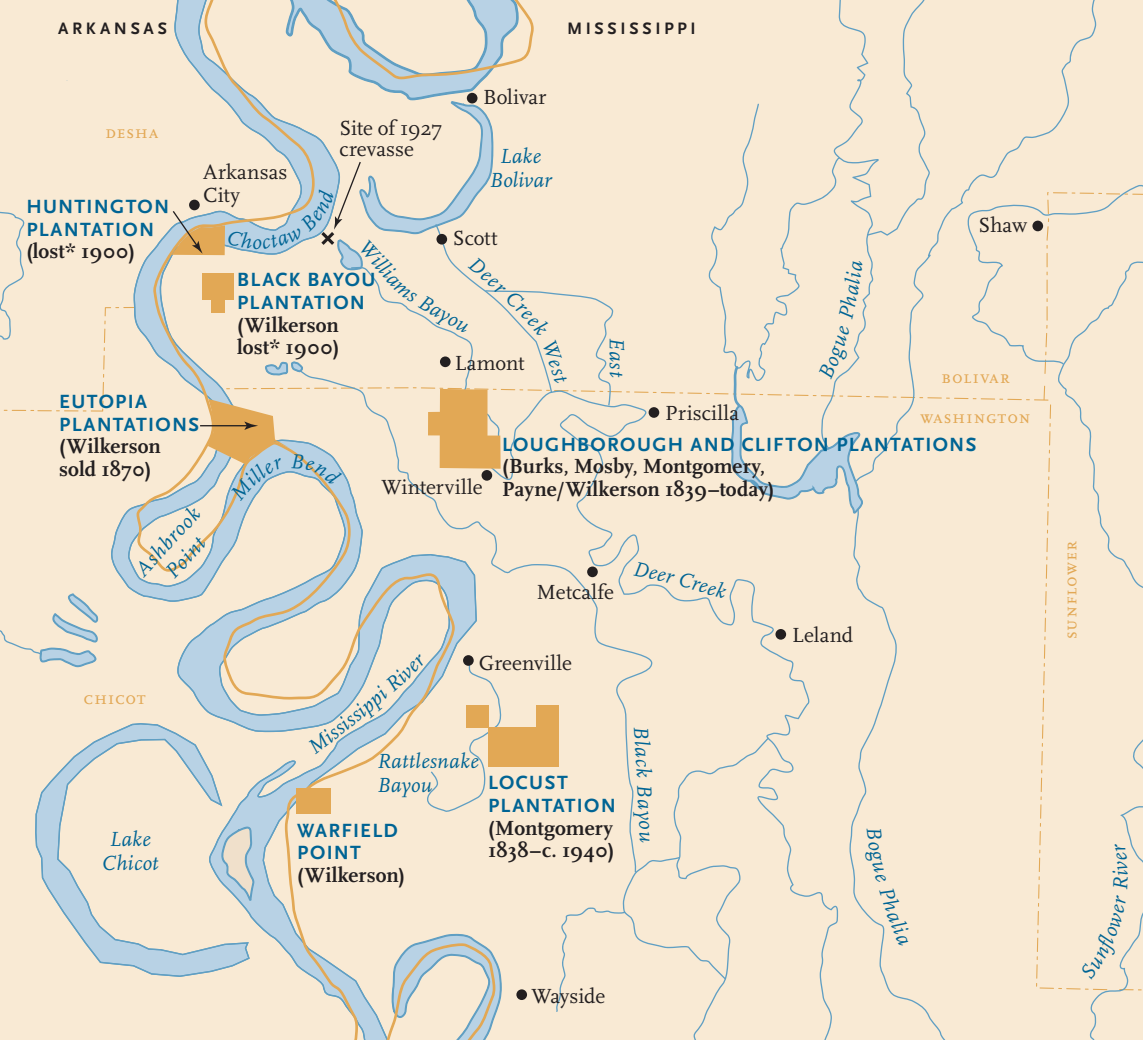 ARKANSAS
MISSISSIPPI
Bolivar
DESHA
Site of 1927
crevasse
Lake
Bolivar
Arkansas
City
HUNTINGTON
PLANTATION
(lost* 1900)
Choctaw Bend
Scott
Shaw
Williams Bayou
Deer Creek West
East
Bogue Phalia
BLACK BAYOU
PLANTATION
(Wilkerson
lost* 1900)
Lamont
BOLIVAR
WASHINGTON
EUTOPIA
PLANTATIONS
(Wilkerson
sold 1870)
Priscilla
LOUGHBOROUGH AND CLIFTON PLANTATIONS
(Burks, Mosby, Montgomery,
Payne/Wilkerson 1839–today)
Winterville
Miller Bend
Ashbrook
Point
Metcalfe
Deer Creek
SUNFLOWER
Leland
Greenville
CHICOT
Mississippi River
Rattlesnake
Bayou
Black Bayou
LOCUST
PLANTATION
(Montgomery
1838–c. 1940)
WARFIELD
POINT
(Wilkerson)
Lake
Chicot
Bogue Phalia
Sunflower River
Wayside